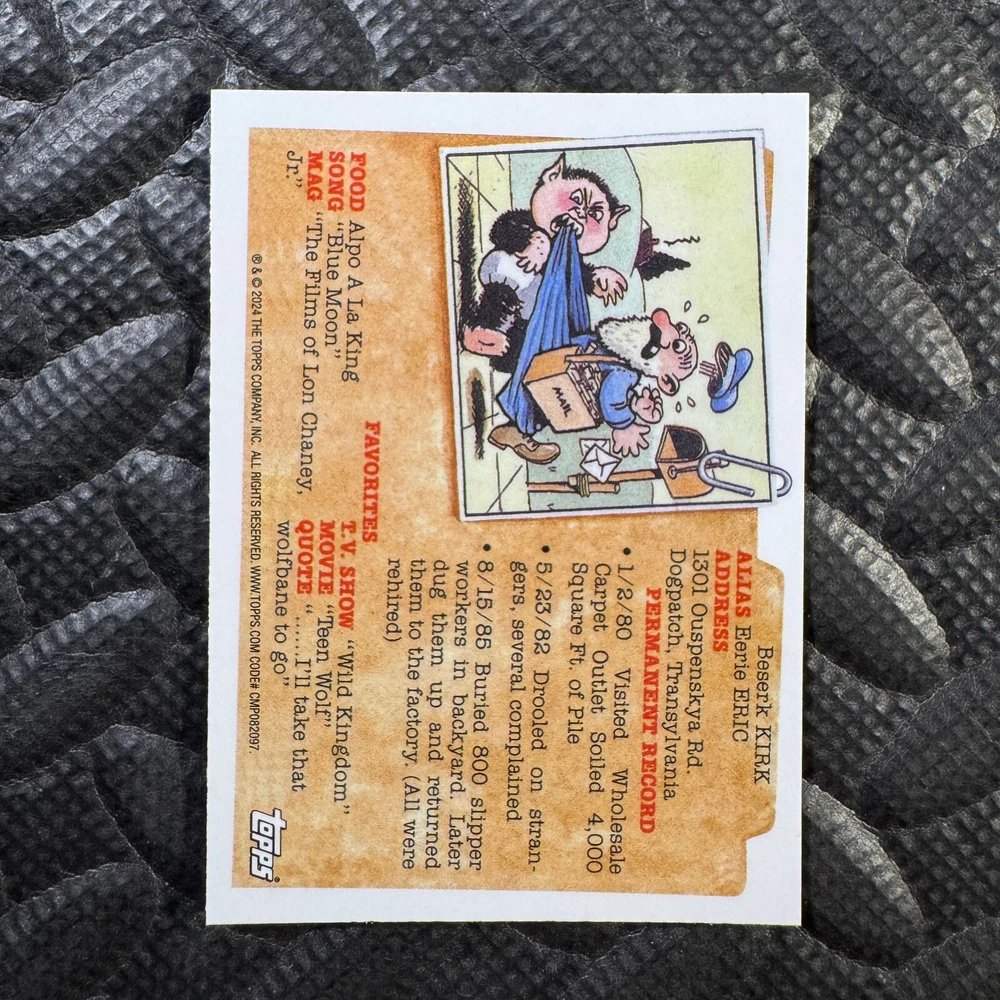 Beserk KIRK
ALIAS Eerie ERIC
ADDRESS
1301 Ouspenskya Rd.
Dogpatch, Transylvania
PERMANENT RECORD
• 1/2/80 Visited Wholesale
Carpet Outlet Soiled 4,000
Square Ft. of Pile
• 5/23/82 Drooled on stran-
gers, several complained
• 8/15/85 Buried 800 slipper
workers in backyard. Later
dug them up and returned
them to the factory. (All were
rehired)
MAIL
FAVORITES
FOOD Alpo A La King
SONG "Blue Moon"
MAG "The Films of Lon Chaney,
Jr."
T.V. SHOW "Wild Kingdom"
MOVIE "Teen Wolf"
QUOTE "......I'll take that
wolfbane to go"
® & © 2024 THE TOPPS COMPANY, INC. ALL RIGHTS RESERVED. WWW.TOPPS.COM CODE# CMP082097.
topps®